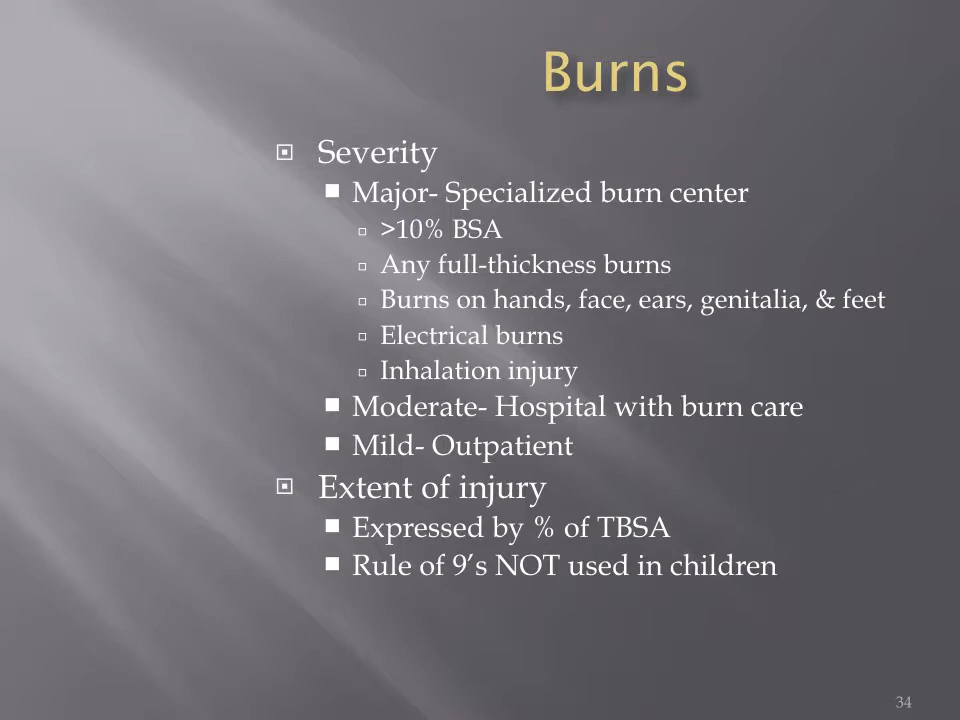 Burns
Severity
Major- Specialized burn center
>10% BSA
Any full-thickness burns
Burns on hands, face, ears, genitalia, & feet
Electrical burns
Inhalation injury
Moderate- Hospital with burn care
Mild- Outpatient
Extent of injury
Expressed by % of TBSA
Rule of 9’s NOT used in children
34